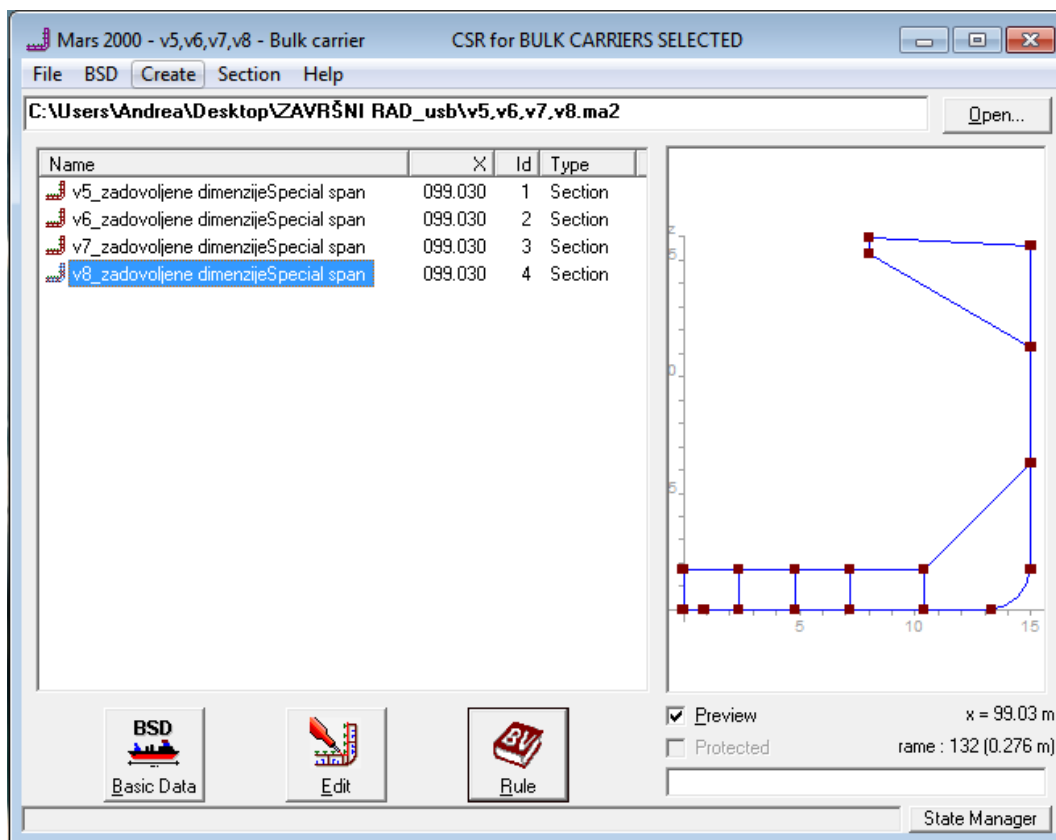 Mars 2000 - v5,v6,v7,v8 - Bulk carrier CSR for BULK CARRIERS SELECTED
File BSD Create Section Help
C:\Users\Andrea\Desktop\ZAVRŠNI RAD_usb\v5,v6,v7,v8.ma2 Open...
Name X Id Type
v5_zadovoljene dimenzijeSpecial span 099.030 1 Section
v6_zadovoljene dimenzijeSpecial span 099.030 2 Section
v7_zadovoljene dimenzijeSpecial span 099.030 3 Section
v8_zadovoljene dimenzijeSpecial span 099.030 4 Section
z
5
0
5
5 10 15
BSD
Basic Data
Edit
BV
Rule
Preview x = 99.03 m
Protected rame : 132 (0.276 m)
State Manager